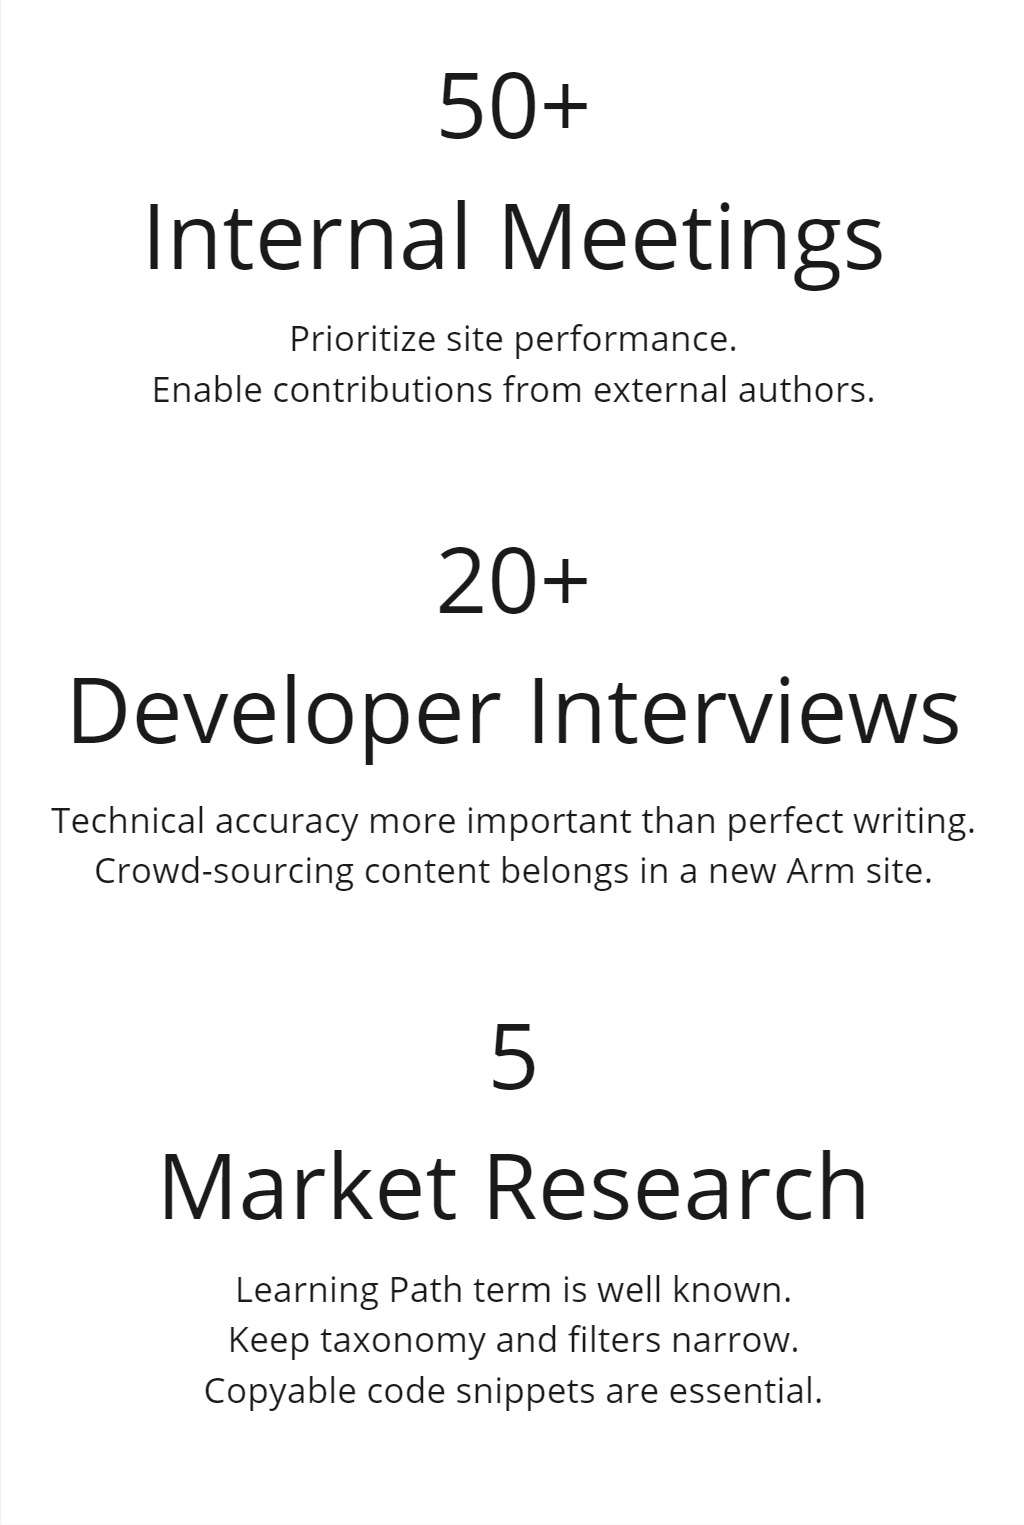 50+
Internal Meetings
Prioritize site performance.
Enable contributions from external authors.
20+
Developer Interviews
Technical accuracy more important than perfect writing.
Crowd-sourcing content belongs in a new Arm site.
5
Market Research
Learning Path term is well known.
Keep taxonomy and filters narrow.
Copyable code snippets are essential.